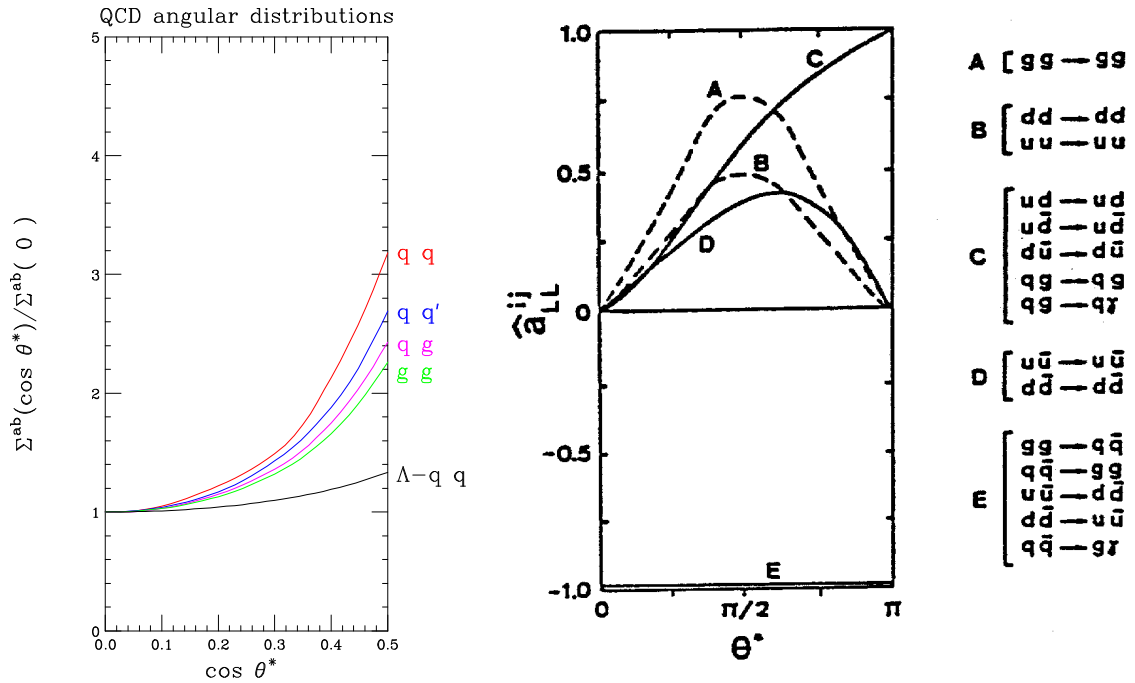 QCD angular distributions
5
4
3
2
1
0
0.0 0.1 0.2 0.3 0.4 0.5
cos θ*
Σ^ab(cos θ*)/Σ^ab( 0 )
q q
q q'
q g
g g
Λ−q q
1.0
0.5
0
-0.5
-1.0
0 π/2 π
θ*
â^ij_LL
A
B
C
D
E
A [ gg → gg
B [ dd → dd
uu → uu
C [ ud → ud
ud̄ → ud̄
dū → dū
qg → qg
qg → qγ
D [ uū → uū
dd̄ → dd̄
E [ gg → qq̄
qq̄ → gg
uū → dd̄
dd̄ → uū
qq̄ → gγ